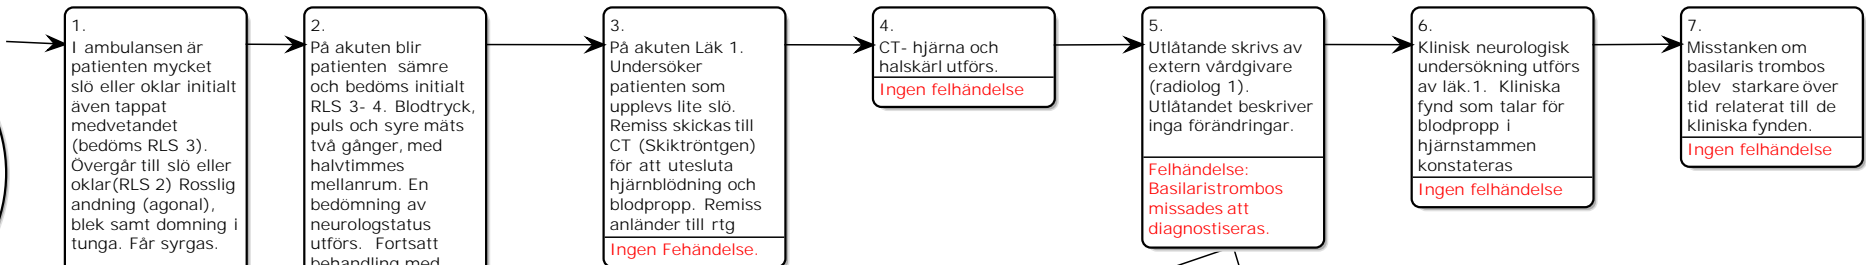 1.
I ambulansen är
patienten mycket
slö eller oklar initialt
även tappat
medvetandet
(bedöms RLS 3).
Övergår till slö eller
oklar(RLS 2) Rosslig
andning (agonal),
blek samt domning i
tunga. Får syrgas.
2.
På akuten blir
patienten sämre
och bedöms initialt
RLS 3- 4. Blodtryck,
puls och syre mäts
två gånger, med
halvtimmes
mellanrum. En
bedömning av
neurologstatus
utförs. Fortsatt
behandling med
3.
På akuten Läk 1.
Undersöker
patienten som
upplevs lite slö.
Remiss skickas till
CT (Skiktröntgen)
för att utesluta
hjärnblödning och
blodpropp. Remiss
anländer till rtg
Ingen Fehändelse.
4.
CT- hjärna och
halskärl utförs.
Ingen felhändelse
5.
Utlåtande skrivs av
extern vårdgivare
(radiolog 1).
Utlåtandet beskriver
inga förändringar.
Felhändelse:
Basilaristrombos
missades att
diagnostiseras.
6.
Klinisk neurologisk
undersökning utförs
av läk.1. Kliniska
fynd som talar för
blodpropp i
hjärnstammen
konstateras
Ingen felhändelse
7.
Misstanken om
basilaris trombos
blev starkare över
tid relaterat till de
kliniska fynden.
Ingen felhändelse